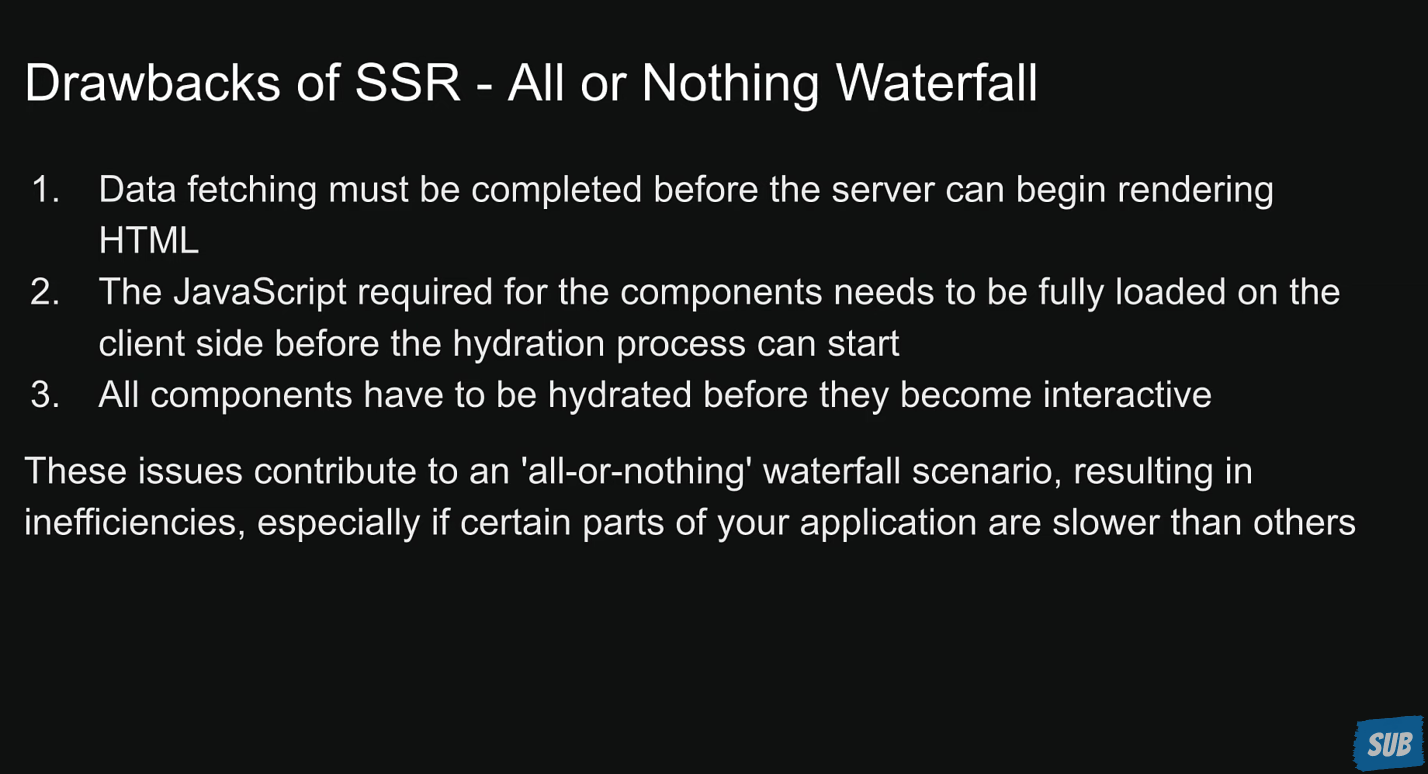 Drawbacks of SSR - All or Nothing Waterfall
1. Data fetching must be completed before the server can begin rendering
HTML
2. The JavaScript required for the components needs to be fully loaded on the
client side before the hydration process can start
3. All components have to be hydrated before they become interactive
These issues contribute to an 'all-or-nothing' waterfall scenario, resulting in
inefficiencies, especially if certain parts of your application are slower than others
SUB